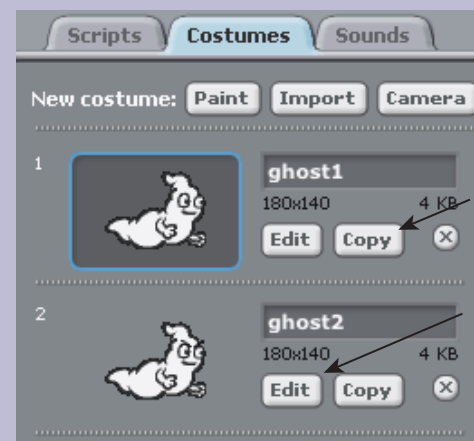 Scripts Costumes Sounds
New costume: Paint Import Camera
1
ghost1
180x140 4 KB
Edit Copy
2
ghost2
180x140 4 KB
Edit Copy